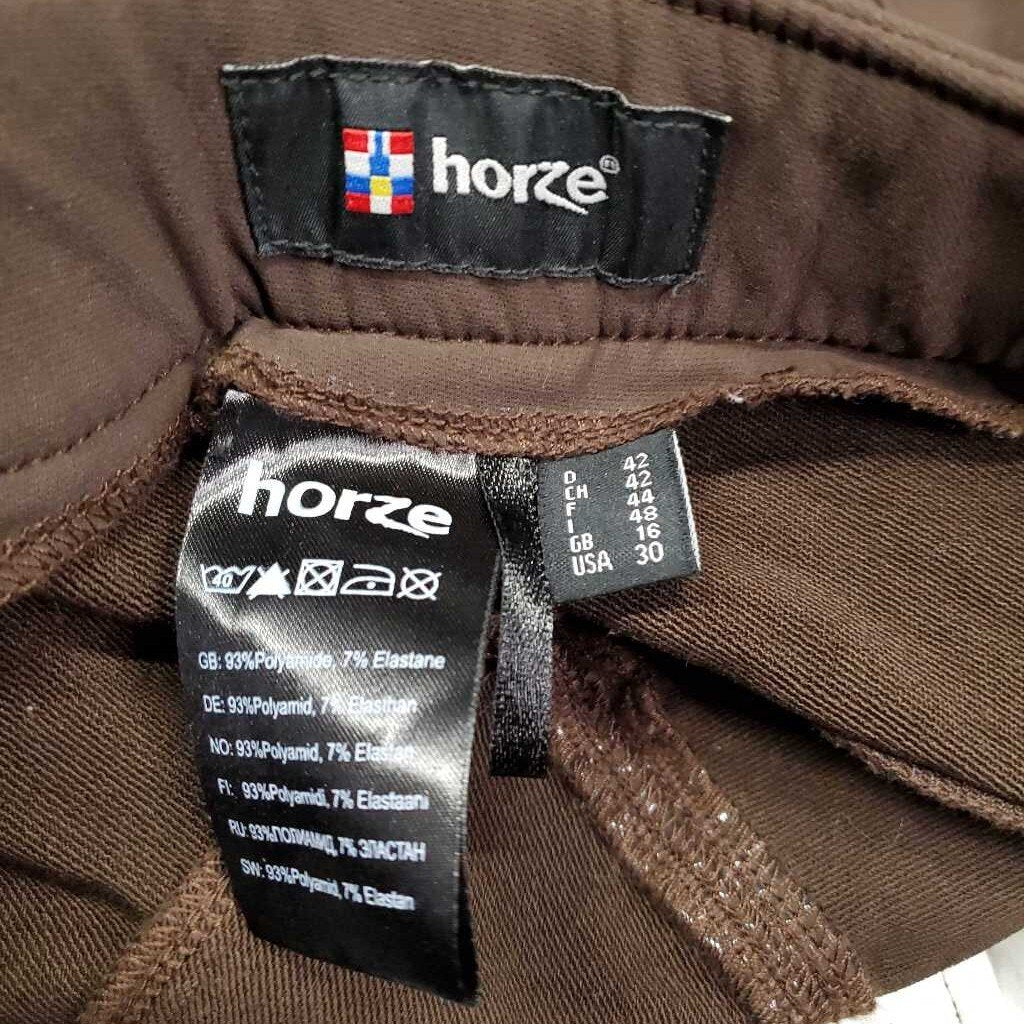 horze®
horze
40
GB: 93%Polyamide, 7% Elastane
DE: 93%Polyamid, 7% Elasthan
NO: 93%Polyamid, 7% Elastan
FI: 93%Polyamidi, 7% Elastaani
RU: 93%ПОЛИАМИД, 7% ЭЛАСТАН
SW: 93%Polyamid, 7% Elastan
D 42
CH 42
F 44
I 48
GB 16
USA 30